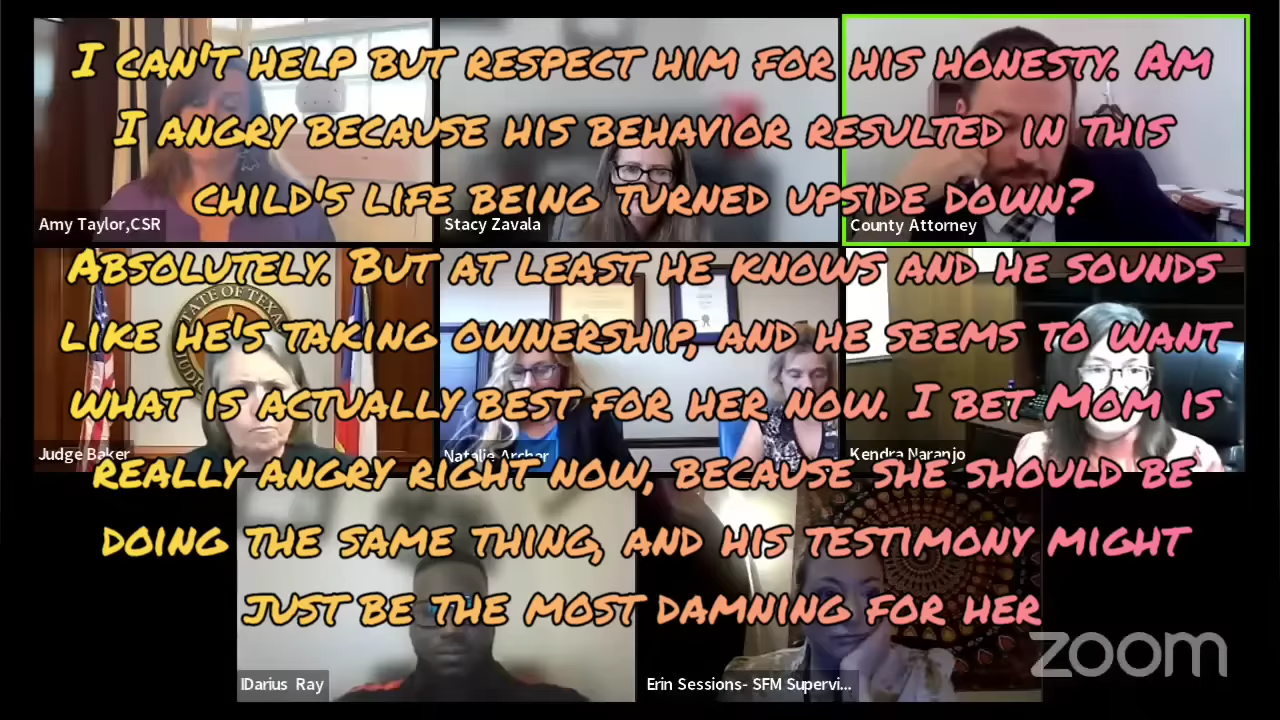 I can't help but respect him for his honesty. Am
I angry because his behavior resulted in this
child's life being turned upside down?
Amy Taylor,CSR
Stacy Zavala
County Attorney
Absolutely. But at least he knows and he sounds
like he's taking ownership, and he seems to want
what is actually best for her now. I bet Mom is
STATE OF TEXAS
Judge Baker
Natalie Archer
Kendra Naranjo
really angry right now, because she should be
doing the same thing, and his testimony might
just be the most damning for her
IDarius Ray
Erin Sessions- SFM Supervi...
zoom